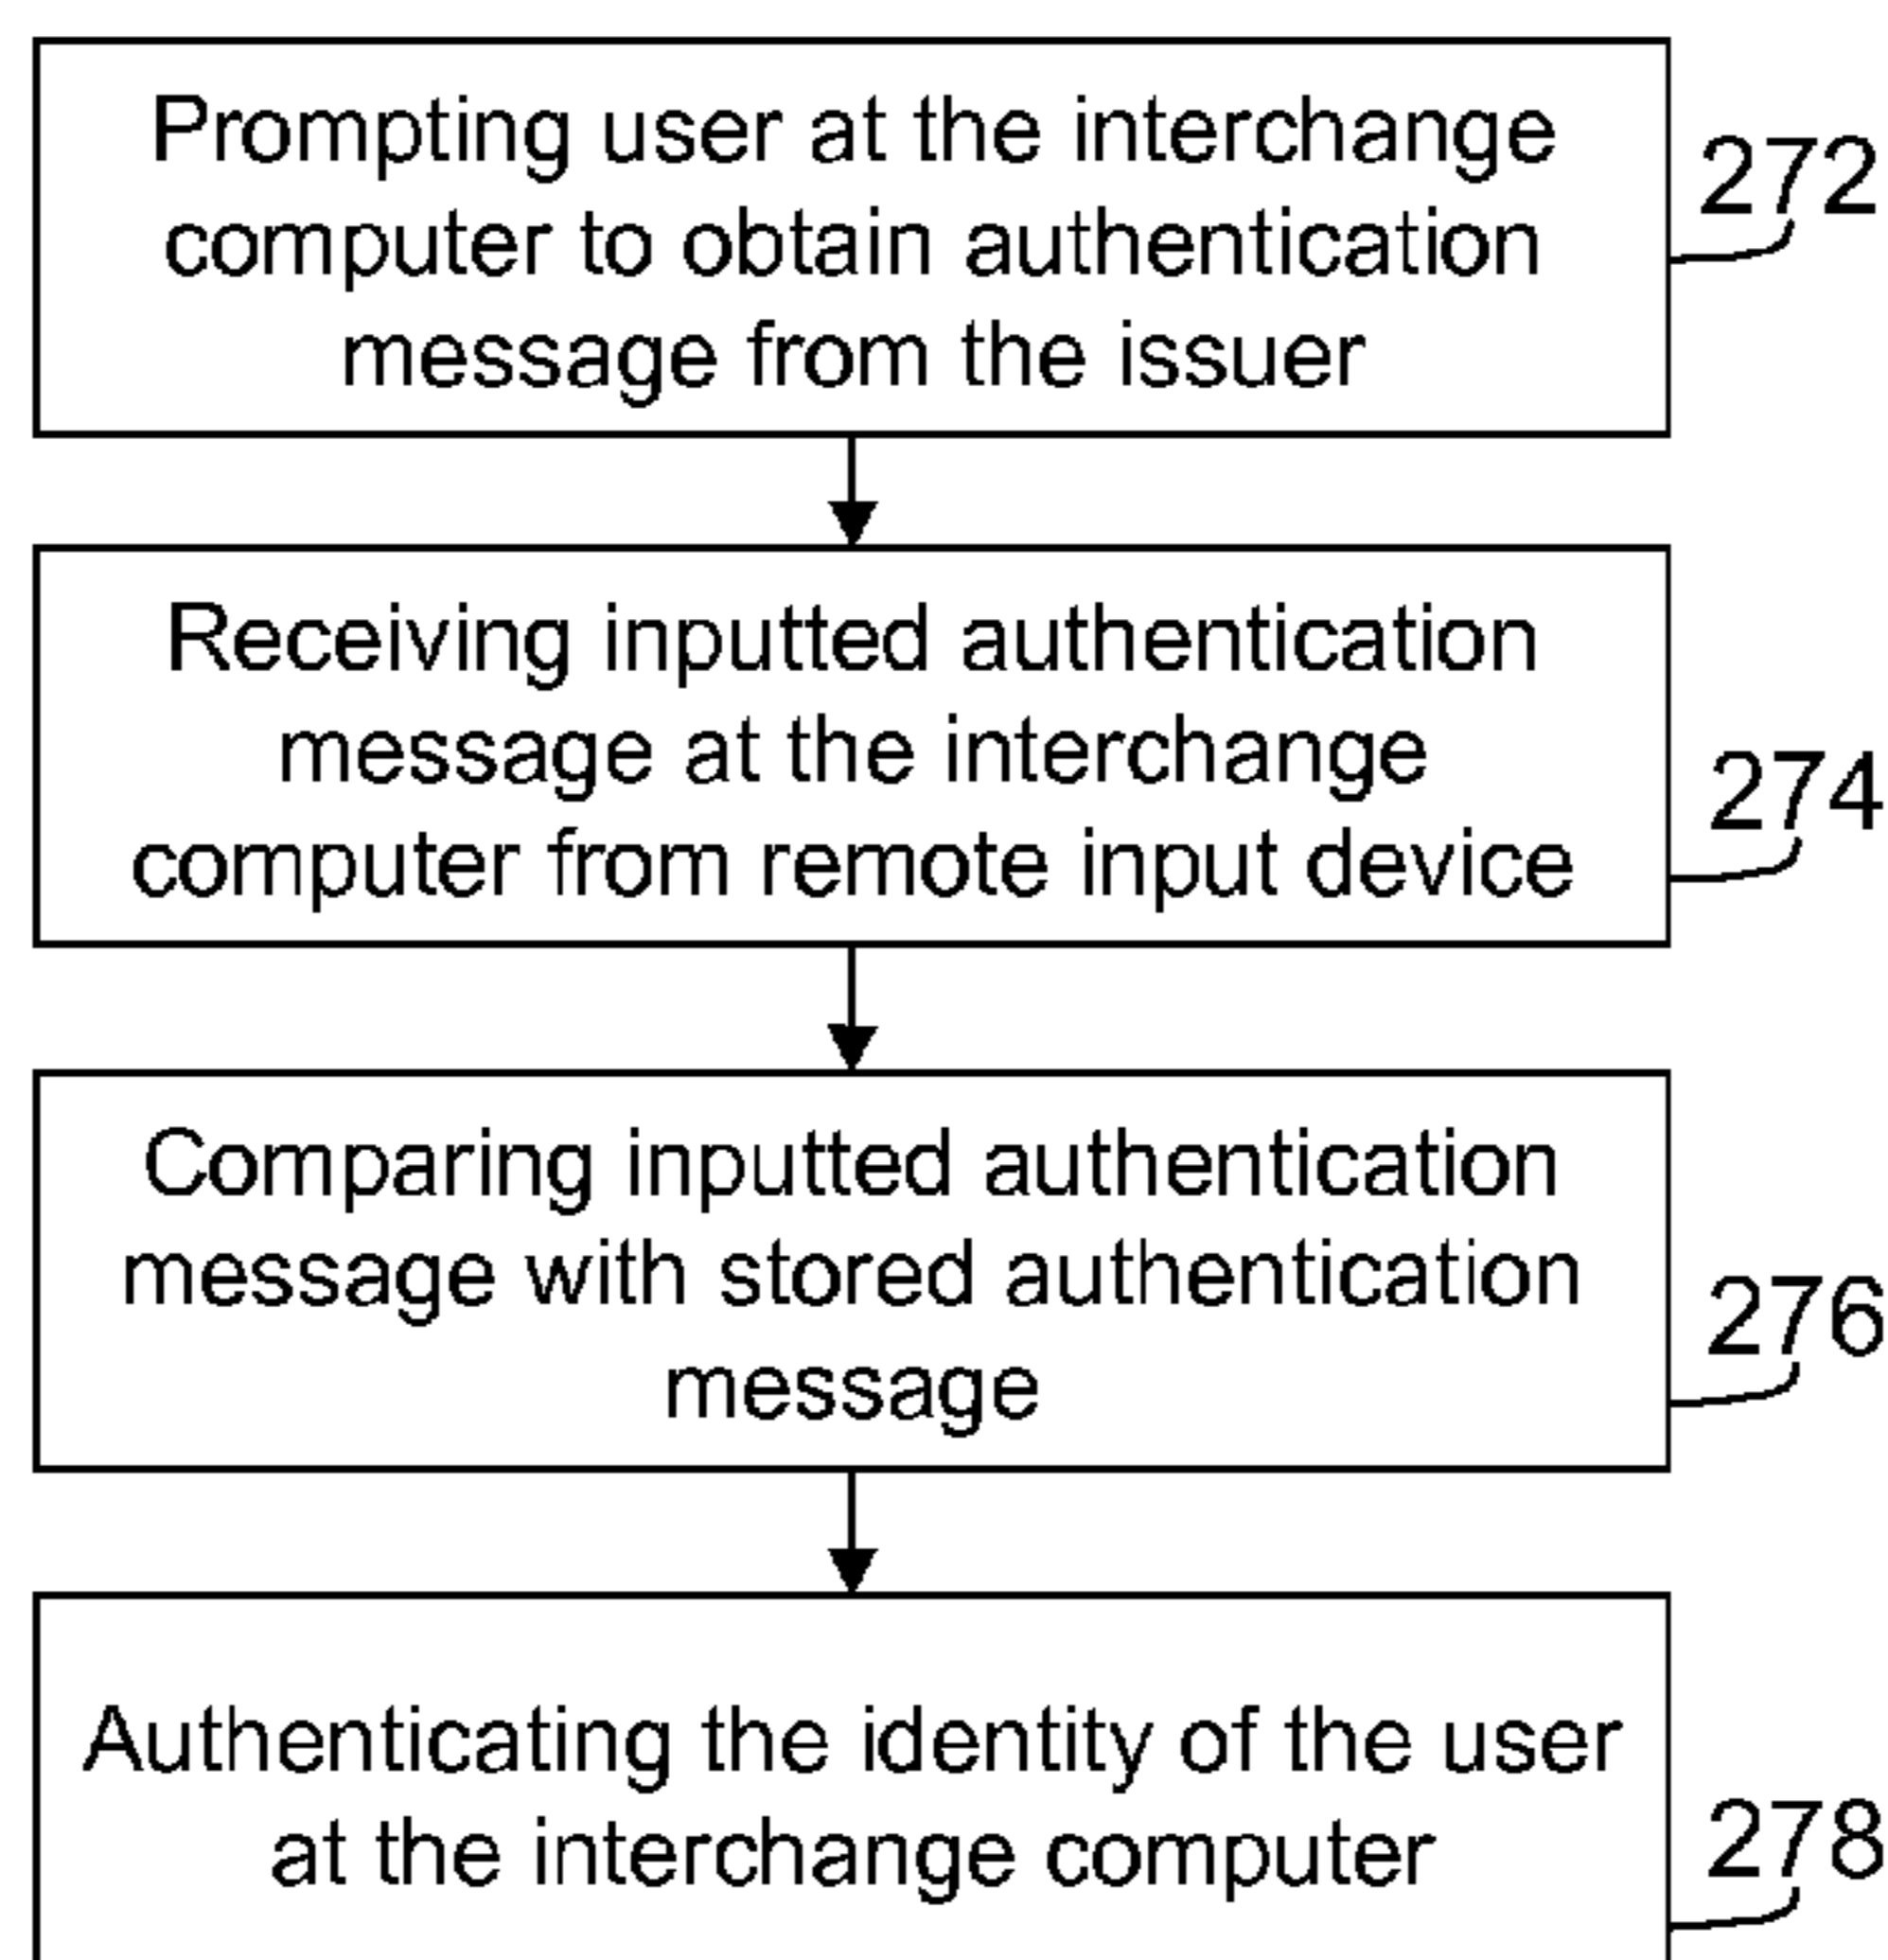 Prompting user at the interchange
computer to obtain authentication
message from the issuer
272
Receiving inputted authentication
message at the interchange
computer from remote input device
274
Comparing inputted authentication
message with stored authentication
message
276
Authenticating the identity of the user
at the interchange computer
278